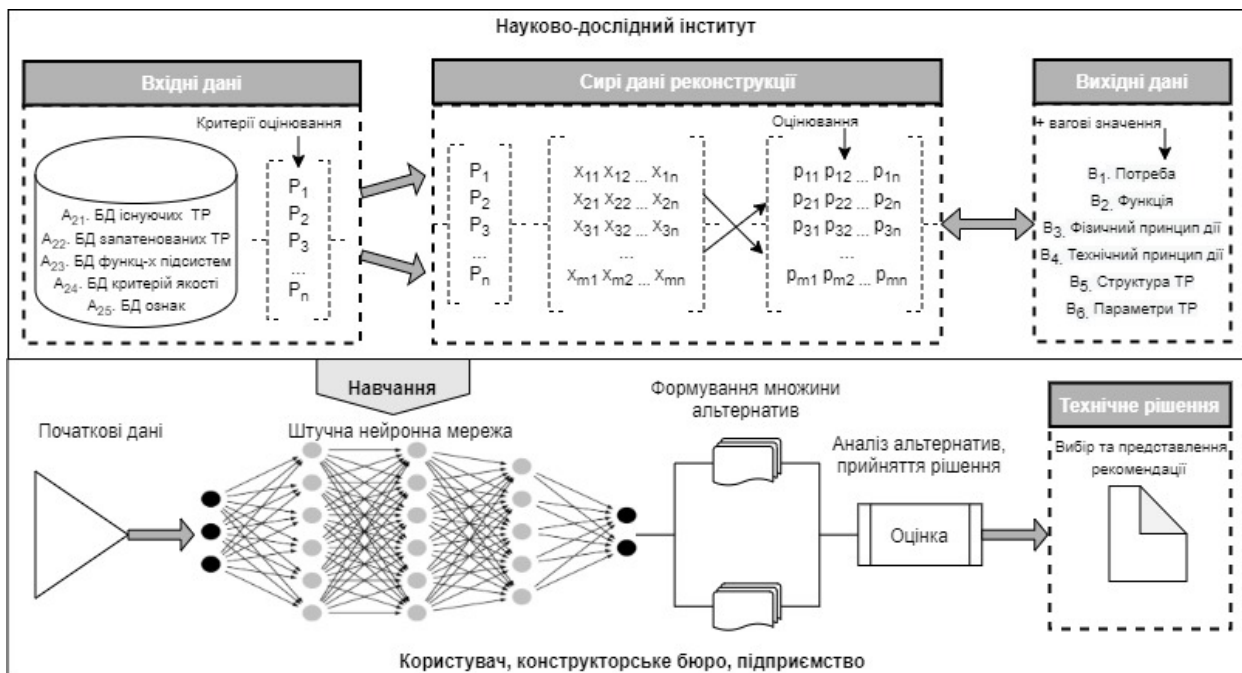 Науково-дослідний інститут
Вхідні дані
Критерії оцінювання
A21. БД існуючих ТР
A22. БД запатенованих ТР
A23. БД функц-х підсистем
A24. БД критерій якості
A25. БД ознак
P1
P2
P3
...
Pn
Сирі дані реконструкції
Оцінювання
P1
P2
P3
...
Pn
x11 x12 ... x1n
x21 x22 ... x2n
x31 x32 ... x3n
...
xm1 xm2 ... xmn
p11 p12 ... p1n
p21 p22 ... p2n
p31 p32 ... p3n
...
pm1 pm2 ... pmn
Вихідні дані
+ вагові значення
B1. Потреба
B2. Функція
B3. Фізичний принцип дії
B4. Технічний принцип дії
B5. Структура ТР
B6. Параметри ТР
Навчання
Початкові дані
Штучна нейронна мережа
Формування множини
альтернатив
Аналіз альтернатив,
прийняття рішення
Оцінка
Технічне рішення
Вибір та представлення
рекомендації
Користувач, конструкторське бюро, підприємство